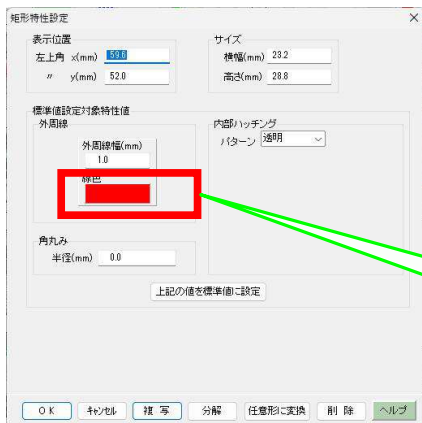 矩形特性設定
表示位置
左上角 x(mm) 59.6
〃 y(mm) 52.0
サイズ
横幅(mm) 23.2
高さ(mm) 28.8
標準値設定対象特性値
外周線
外周線幅(mm)
1.0
線色
内部ハッチング
パターン 透明
角丸み
半径(mm) 0.0
上記の値を標準値に設定
OK キャンセル 複写 分解 任意形に変換 削除 ヘルプ